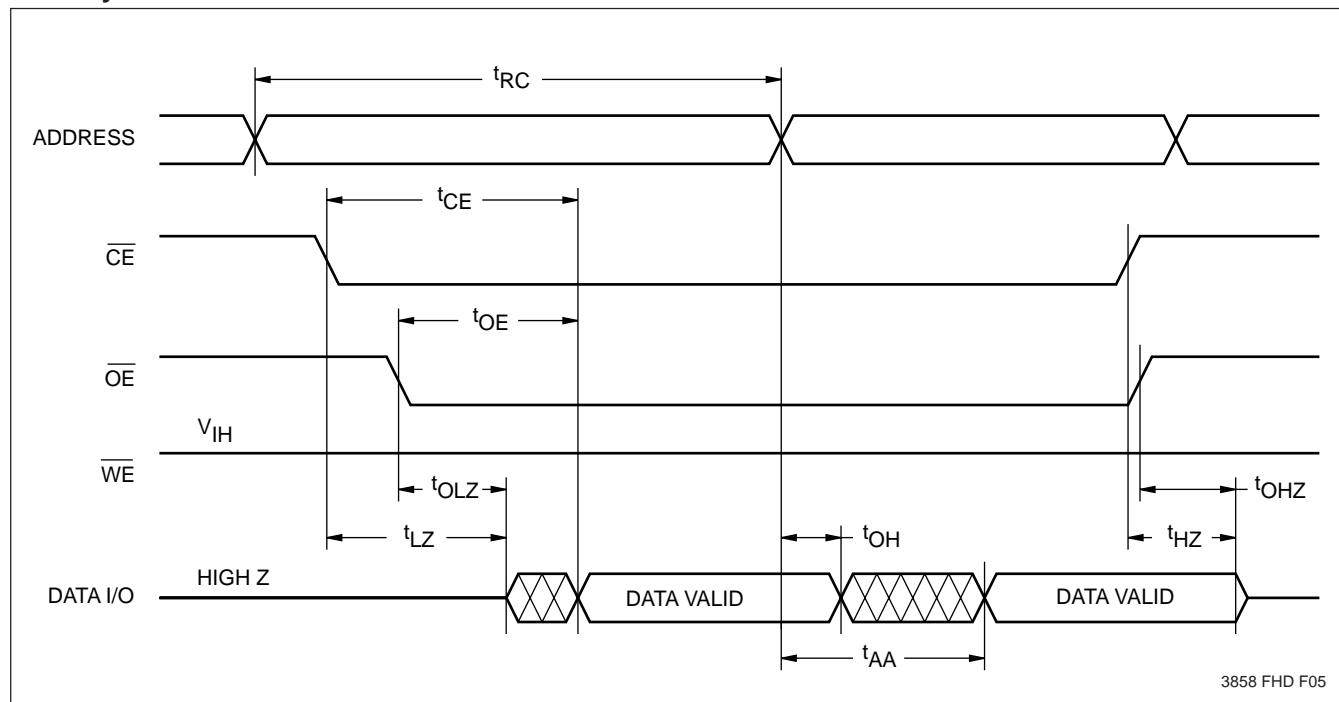 tRC
ADDRESS
tCE
CE
tOE
OE
VIH
WE
tOLZ
tOHZ
tLZ
tOH
tHZ
HIGH Z
DATA I/O
DATA VALID
DATA VALID
tAA
3858 FHD F05